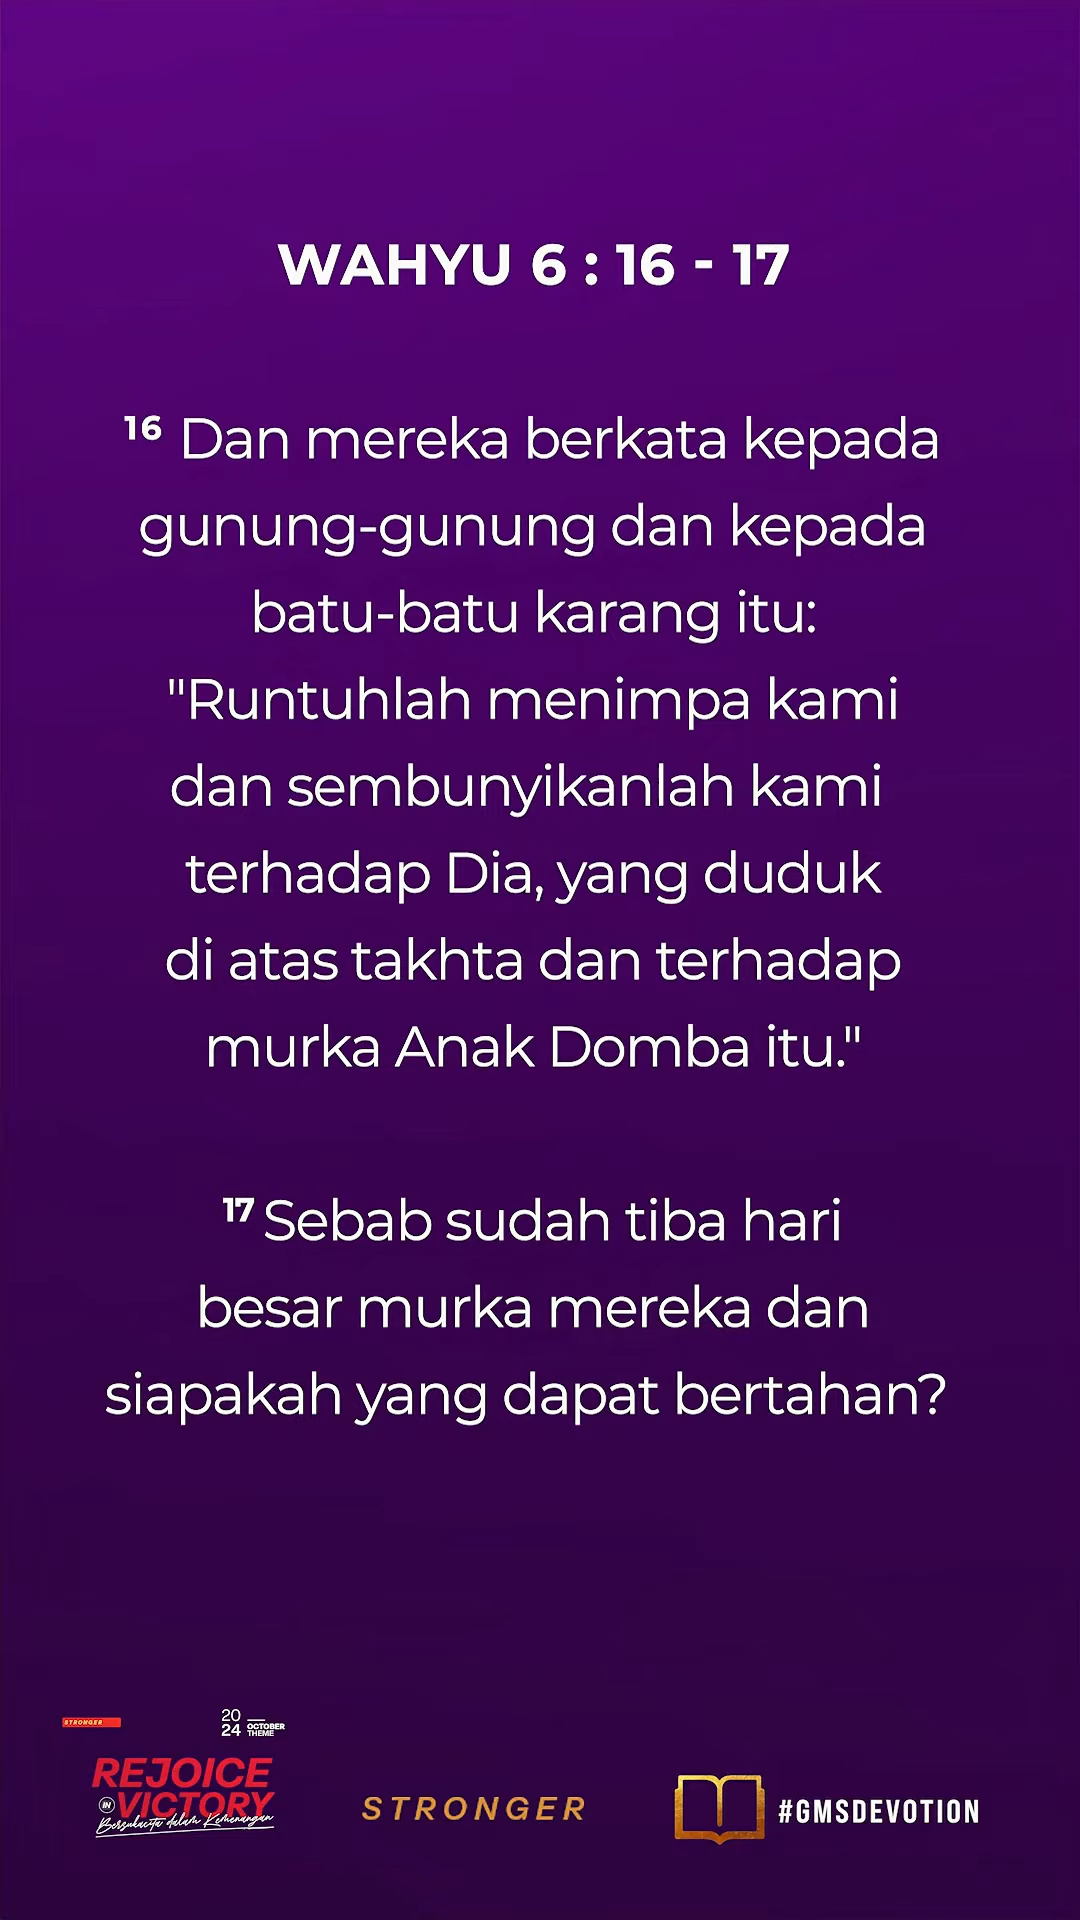 WAHYU 6 : 16 - 17
16 Dan mereka berkata kepada
gunung-gunung dan kepada
batu-batu karang itu:
"Runtuhlah menimpa kami
dan sembunyikanlah kami
terhadap Dia, yang duduk
di atas takhta dan terhadap
murka Anak Domba itu."
17 Sebab sudah tiba hari
besar murka mereka dan
siapakah yang dapat bertahan?
STRONGER
20
24 OCTOBER
THEME
REJOICE
IN VICTORY
Bersukacita dalam Kemenangan
STRONGER
#GMSDEVOTION